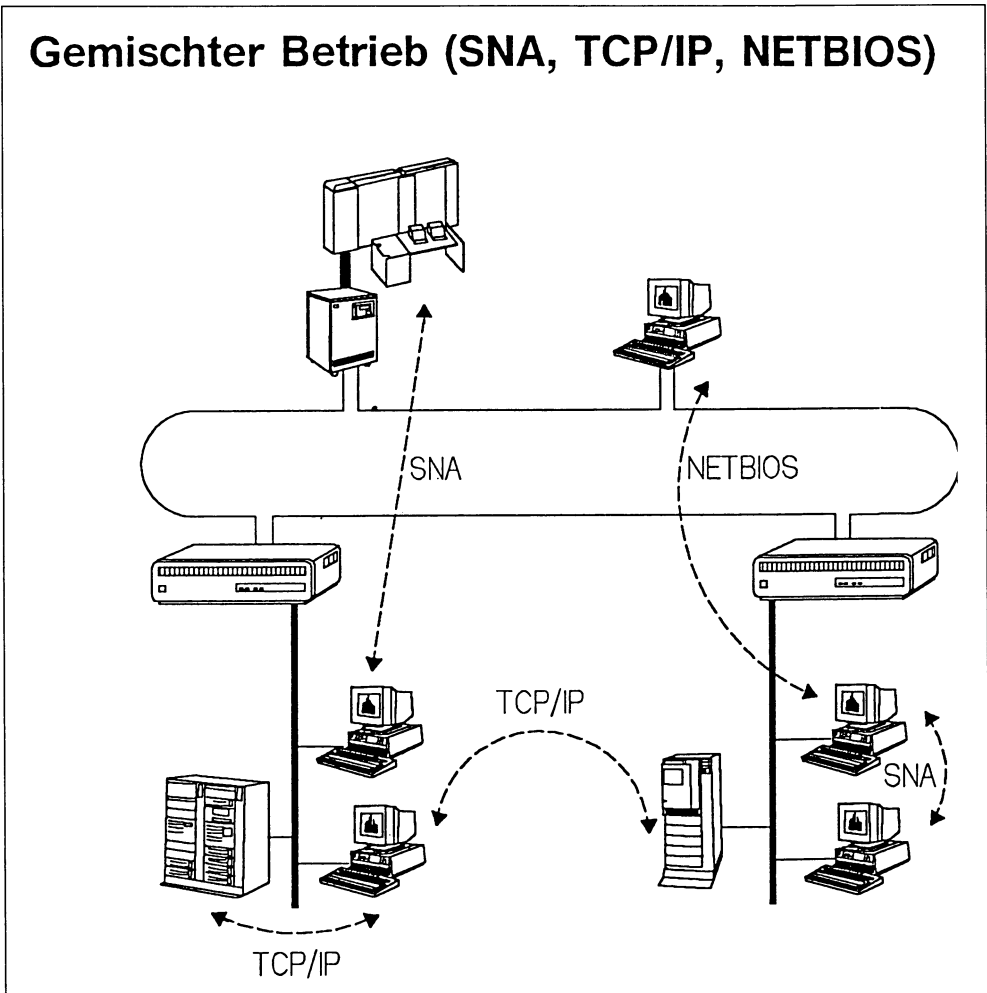 Gemischter Betrieb (SNA, TCP/IP, NETBIOS)
SNA
NETBIOS
TCP/IP
SNA
TCP/IP